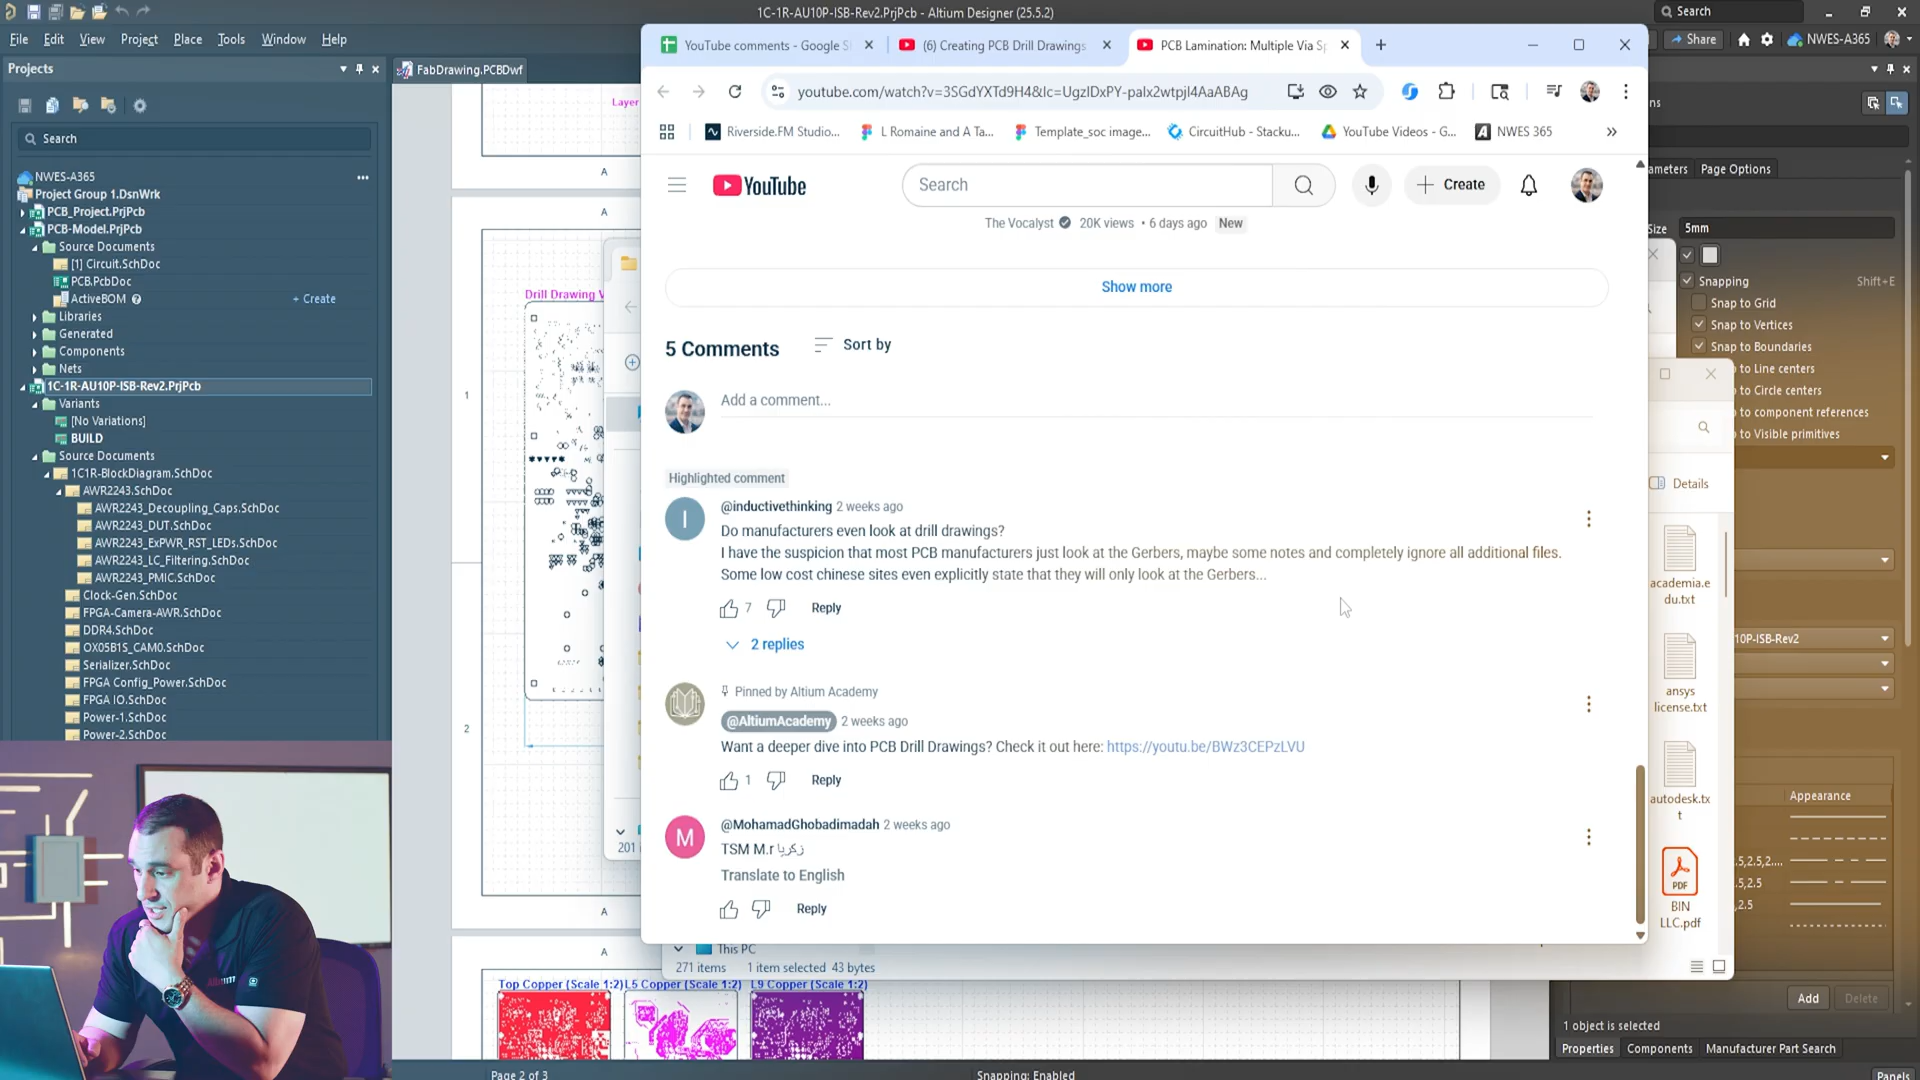 1C-1R-AU10P-ISB-Rev2.PrjPcb - Altium Designer (25.5.2)
Search
File Edit View Project Place Tools Window Help
Share
NWES-A365
Projects
FabDrawing.PCBDwf
Search
NWES-A365
Project Group 1.DsnWrk
PCB_Project.PrjPcb
PCB-Model.PrjPcb
Source Documents
[1] Circuit.SchDoc
PCB.PcbDoc
ActiveBOM
+ Create
Libraries
Generated
Components
Nets
1C-1R-AU10P-ISB-Rev2.PrjPcb
Variants
[No Variations]
BUILD
Source Documents
1C1R-BlockDiagram.SchDoc
AWR2243.SchDoc
AWR2243_Decoupling_Caps.SchDoc
AWR2243_DUT.SchDoc
AWR2243_ExPWR_RST_LEDs.SchDoc
AWR2243_LC_Filtering.SchDoc
AWR2243_PMIC.SchDoc
Clock-Gen.SchDoc
FPGA-Camera-AWR.SchDoc
DDR4.SchDoc
OX05B1S_CAM0.SchDoc
Serializer.SchDoc
FPGA Config_Power.SchDoc
FPGA IO.SchDoc
Power-1.SchDoc
Power-2.SchDoc
Layer
A
A
Drill Drawing V
1
2
A
A
201
Top Copper (Scale 1:2)
L5 Copper (Scale 1:2)
L9 Copper (Scale 1:2)
Page 2 of 3
Snapping: Enabled
YouTube comments - Google S
(6) Creating PCB Drill Drawings
PCB Lamination: Multiple Via Sp
youtube.com/watch?v=3SGdYXTd9H4&lc=UgzIDxPY-palx2wtpjl4AaABAg
Riverside.FM Studio...
L Romaine and A Ta...
Template_soc image...
CircuitHub - Stacku...
YouTube Videos - G...
NWES 365
YouTube
Search
Create
The Vocalyst 20K views • 6 days ago New
Show more
5 Comments
Sort by
Add a comment...
Highlighted comment
@inductivethinking 2 weeks ago
Do manufacturers even look at drill drawings?
I have the suspicion that most PCB manufacturers just look at the Gerbers, maybe some notes and completely ignore all additional files.
Some low cost chinese sites even explicitly state that they will only look at the Gerbers...
7 Reply
2 replies
Pinned by Altium Academy
@AltiumAcademy 2 weeks ago
Want a deeper dive into PCB Drill Drawings? Check it out here: https://youtu.be/BWz3CEPzLVU
1 Reply
@MohamadGhobadimadah 2 weeks ago
TSM M.r زكريا
Translate to English
Reply
This PC
271 items 1 item selected 43 bytes
Page Options
Size
5mm
Snapping
Shift+E
Snap to Grid
Snap to Vertices
Snap to Boundaries
to Line centers
to Circle centers
to component references
to Visible primitives
Details
academia.e
du.txt
10P-ISB-Rev2
ansys
license.txt
autodesk.tx
t
Appearance
PDF
BIN
LLC.pdf
Add
Delete
1 object is selected
Properties Components Manufacturer Part Search
Panels